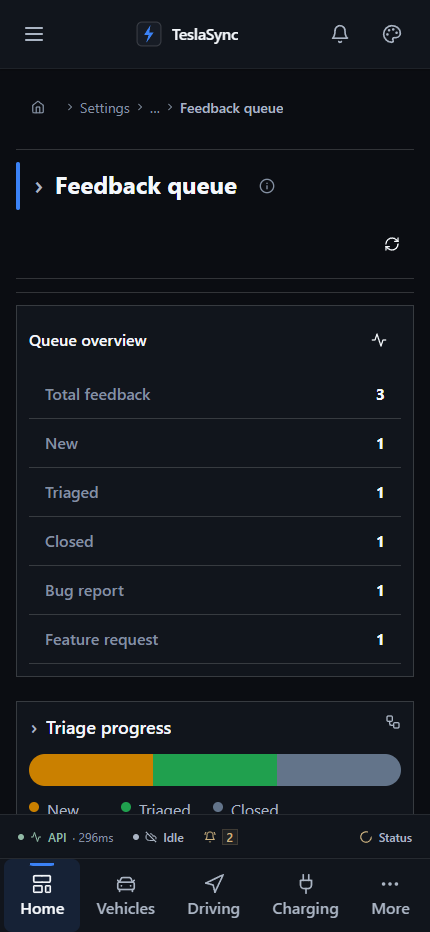 TeslaSync
Settings › ... › Feedback queue
› Feedback queue
Queue overview
Total feedback 3
New 1
Triaged 1
Closed 1
Bug report 1
Feature request 1
› Triage progress
New Triaged Closed
API · 296ms Idle 2 Status
Home Vehicles Driving Charging More